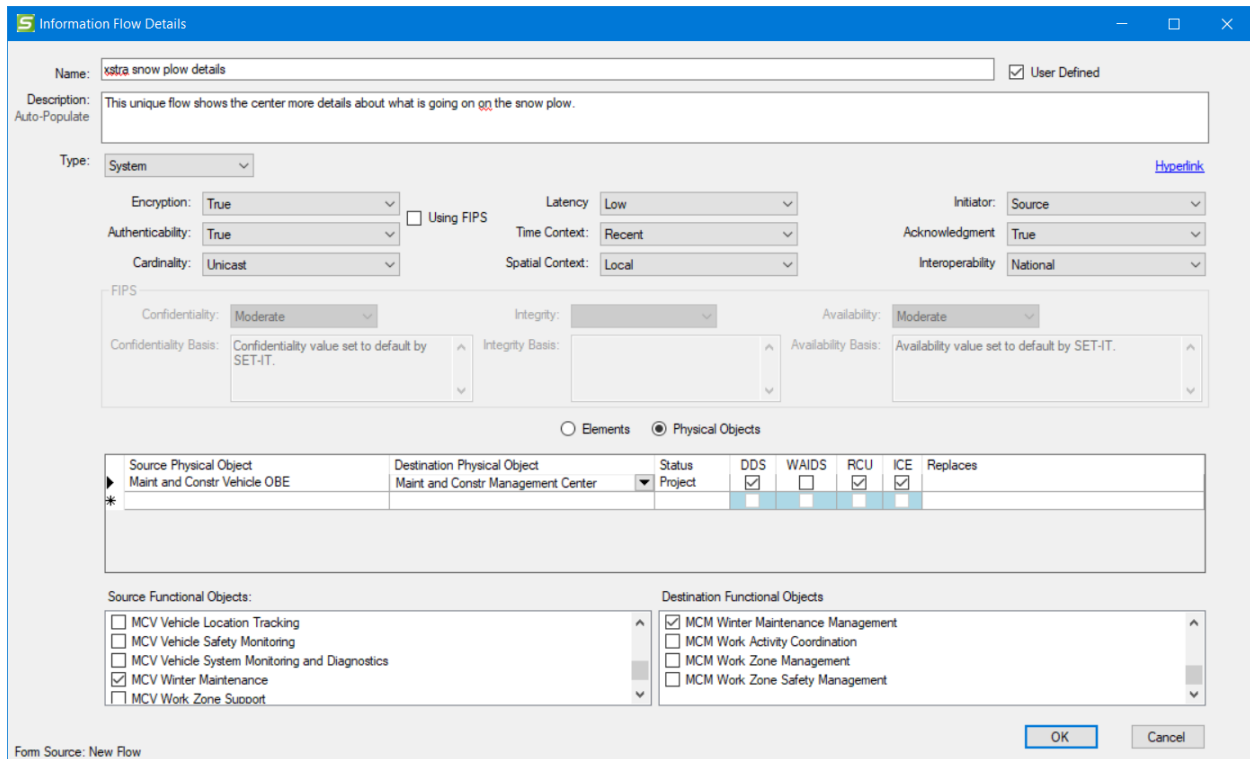 Information Flow Details
Name: xstra snow plow details User Defined
Description: This unique flow shows the center more details about what is going on on the snow plow.
Auto-Populate
Type: System Hyperlink
Encryption: True Using FIPS Latency Low Initiator: Source
Authenticability: True Time Context: Recent Acknowledgment True
Cardinality: Unicast Spatial Context: Local Interoperability National
FIPS
Confidentiality: Moderate Integrity: Availability: Moderate
Confidentiality Basis: Confidentiality value set to default by Integrity Basis: Availability Basis: Availability value set to default by SET-IT.
SET-IT.
Elements Physical Objects
Source Physical Object Destination Physical Object Status DDS WAIDS RCU ICE Replaces
Maint and Constr Vehicle OBE Maint and Constr Management Center Project
Source Functional Objects: Destination Functional Objects
MCV Vehicle Location Tracking MCM Winter Maintenance Management
MCV Vehicle Safety Monitoring MCM Work Activity Coordination
MCV Vehicle System Monitoring and Diagnostics MCM Work Zone Management
MCV Winter Maintenance MCM Work Zone Safety Management
MCV Work Zone Support
OK Cancel
Form Source: New Flow